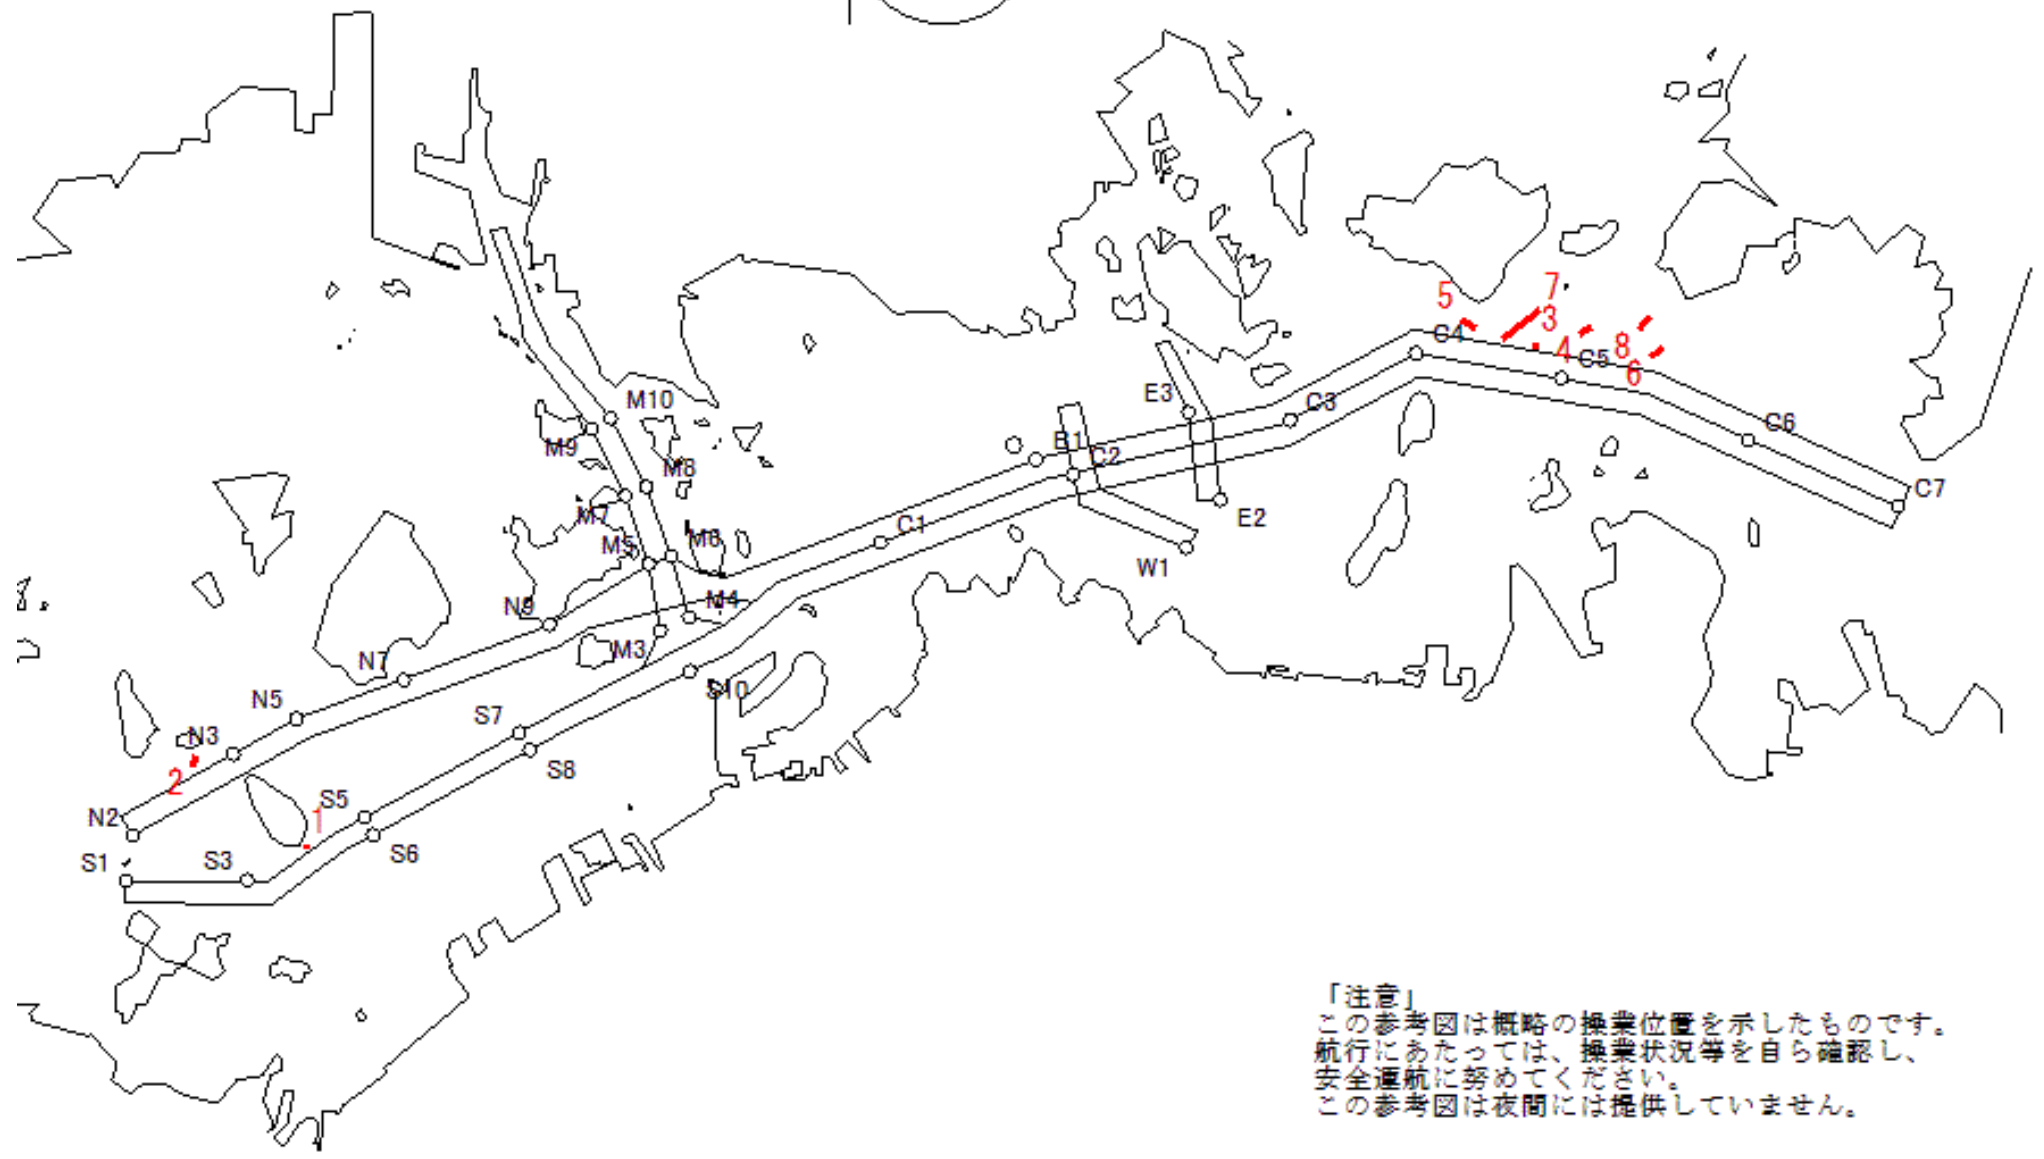 5
7
3
C4
4
C5
8
6
M10
E3
C3
C6
M9
B1
C2
M8
C7
M7
E2
C1
M5
M6
W1
N9
M4
M3
N7
S10
N5
S7
N3
S8
2
S5
1
N2
S6
S1
S3
「注意」
この参考図は概略の操業位置を示したものです。
航行にあたっては、操業状況等を自ら確認し、
安全運航に努めてください。
この参考図は夜間には提供していません。